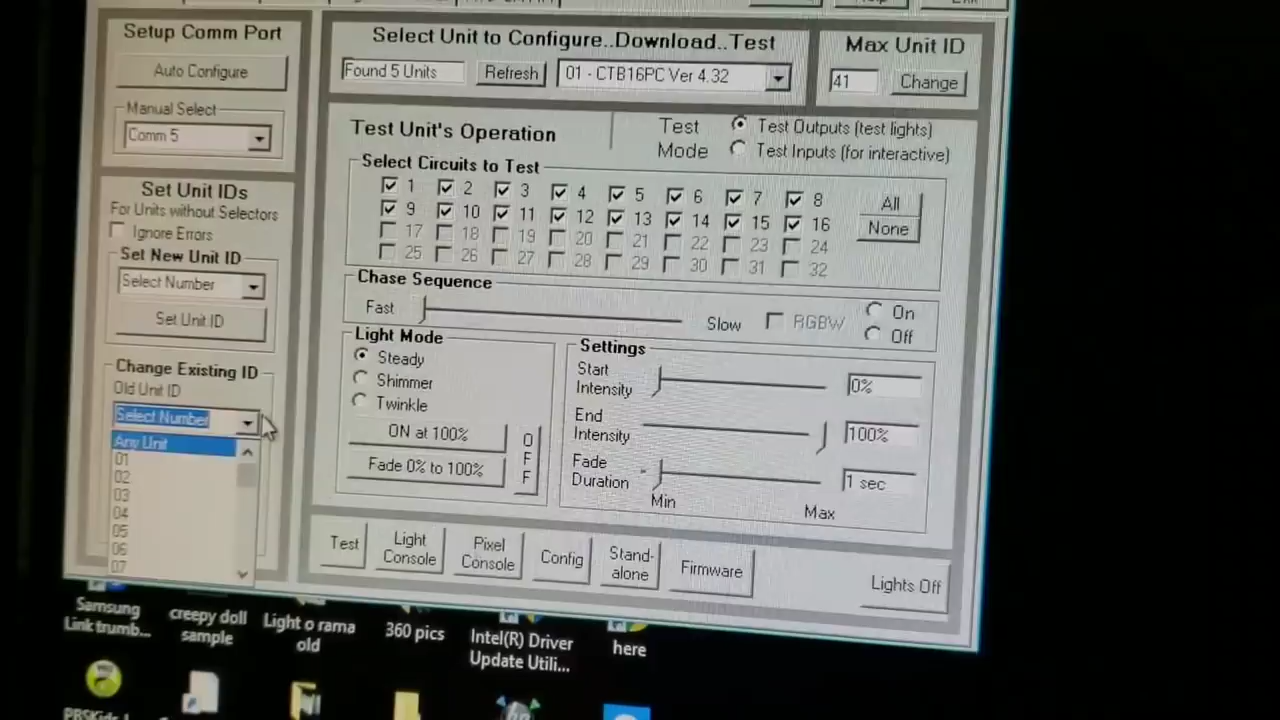 Setup Comm Port
Auto Configure
Manual Select
Comm 5
Set Unit IDs
For Units without Selectors
Ignore Errors
Set New Unit ID
Select Number
Set Unit ID
Change Existing ID
Old Unit ID
Select Number
Any Unit
01
02
03
04
05
06
07
Select Unit to Configure..Download..Test
Found 5 Units
Refresh
01 - CTB16PC Ver 4.32
Max Unit ID
41
Change
Test Unit's Operation
Test Mode
Test Outputs (test lights)
Test Inputs (for interactive)
Select Circuits to Test
1 2 3 4 5 6 7 8
9 10 11 12 13 14 15 16
17 18 19 20 21 22 23 24
25 26 27 28 29 30 31 32
All
None
Chase Sequence
Fast
Slow
RGBW
On
Off
Light Mode
Steady
Shimmer
Twinkle
ON at 100%
Fade 0% to 100%
OFF
Settings
Start Intensity
0%
End Intensity
100%
Fade Duration
1 sec
Min
Max
Test
Light Console
Pixel Console
Config
Stand-alone
Firmware
Lights Off
Samsung
Link trumb...
creepy doll
sample
Light o rama
old
360 pics
Intel(R) Driver
Update Utili...
here